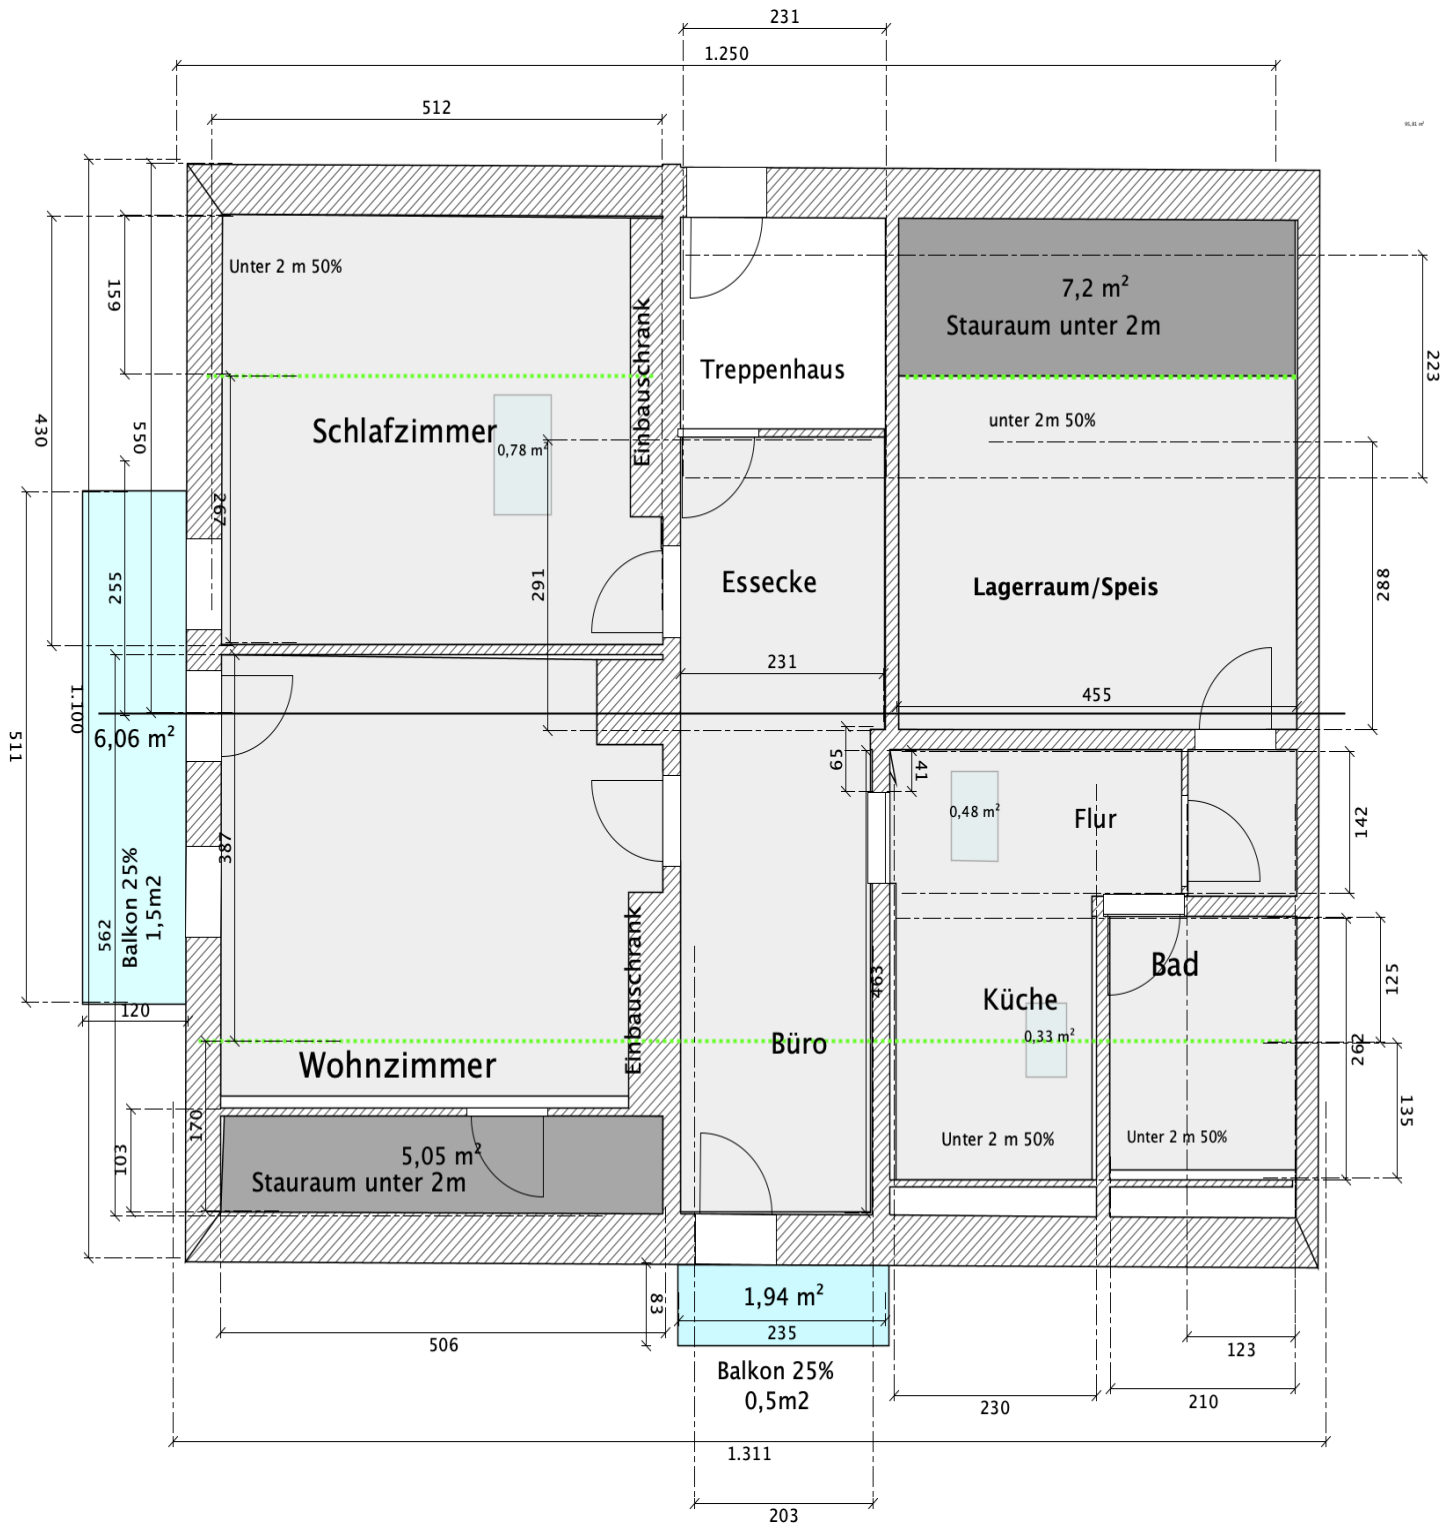 231
1.250
512
Unter 2 m 50%
159
Einbauschrank
7,2 m²
Stauraum unter 2m
Treppenhaus
223
unter 2m 50%
430
550
Schlafzimmer
0,78 m²
267
255
291
Essecke
Lagerraum/Speis
288
231
455
1.100
6,06 m²
511
59
41
0,48 m²
Flur
142
387
Balkon 25%
1,5m2
562
Einbauschrank
463
Bad
125
Küche
120
Wohnzimmer
Büro
0,33 m²
262
170
103
5,05 m²
Stauraum unter 2m
Unter 2 m 50%
Unter 2 m 50%
135
83
1,94 m²
235
506
Balkon 25%
0,5m2
123
230
210
1.311
203